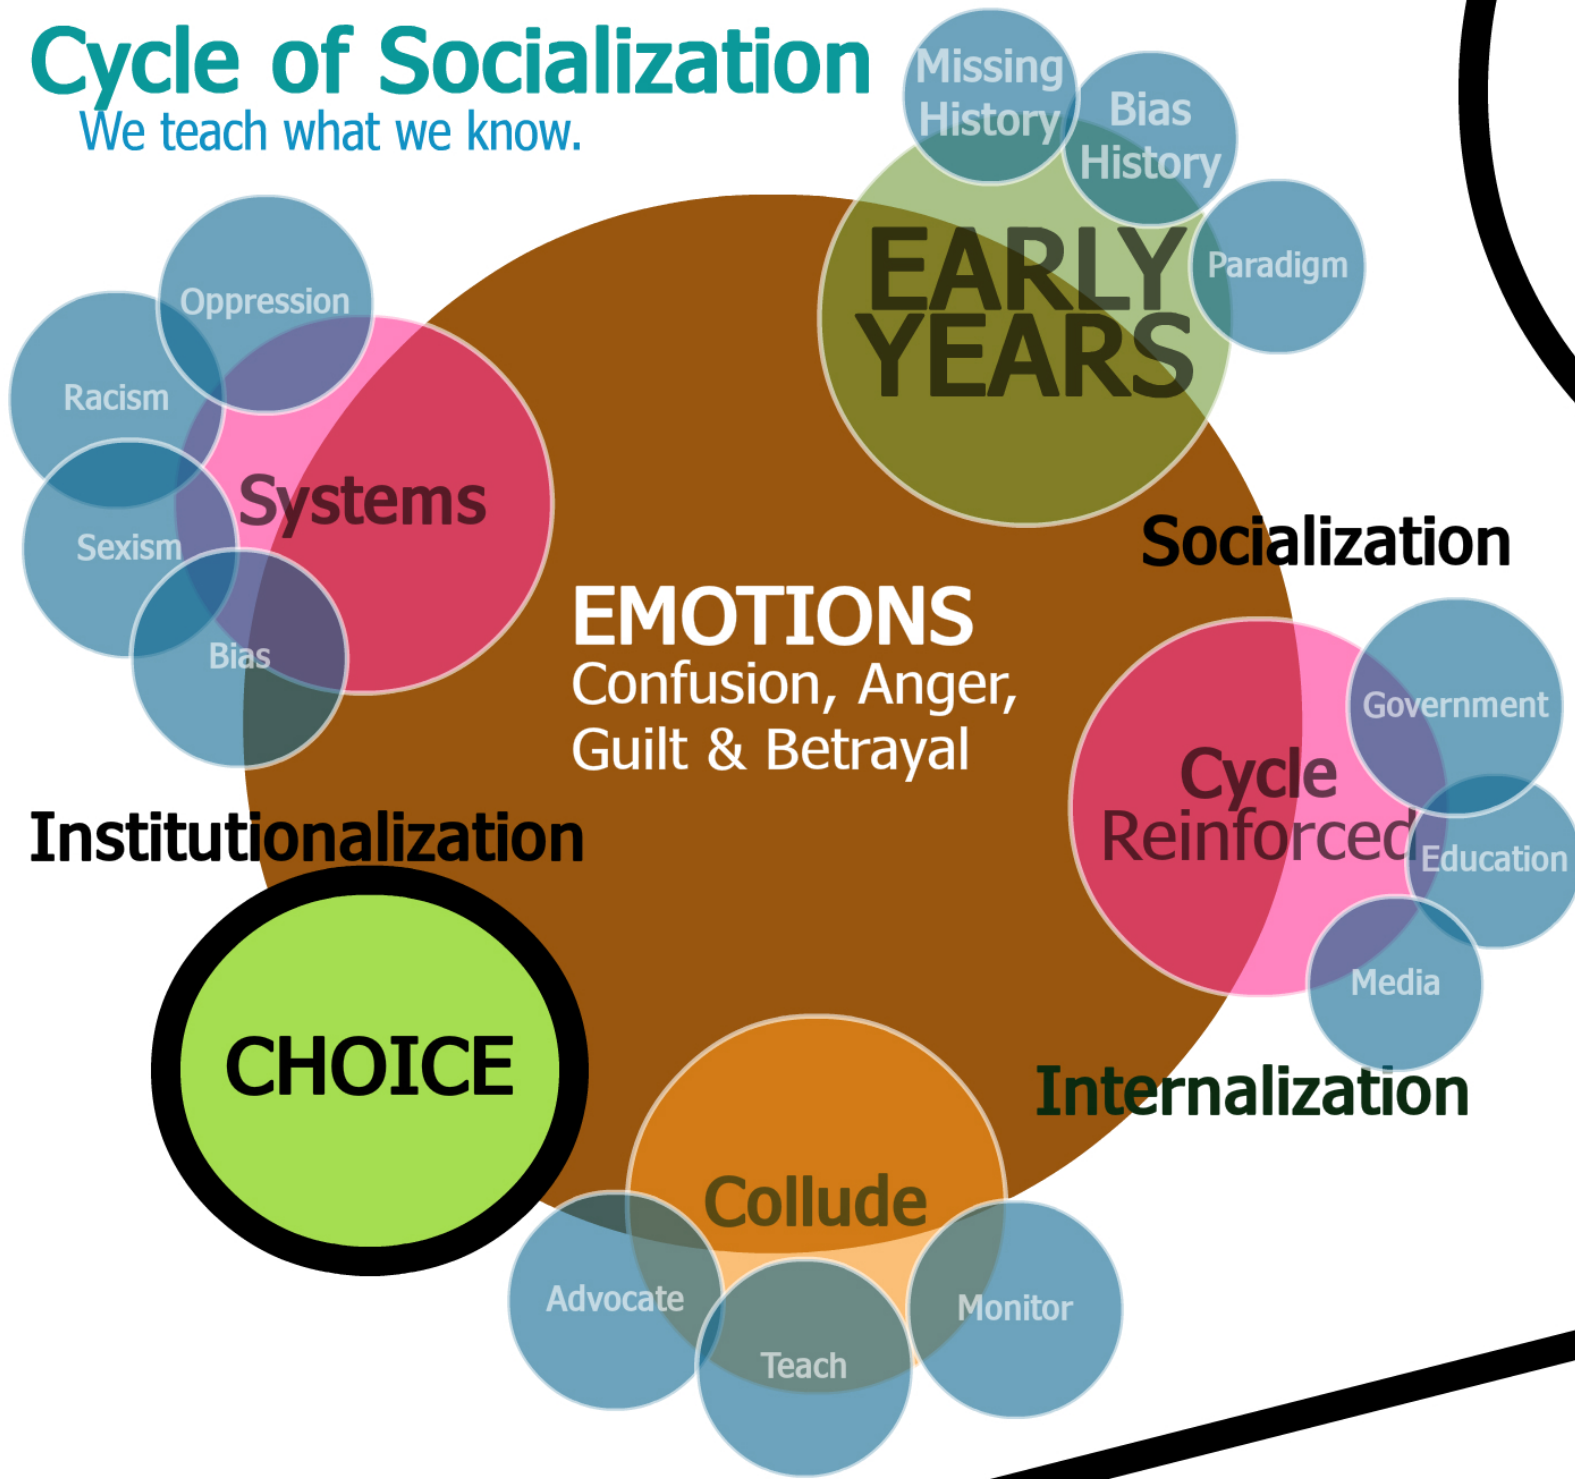 Cycle of Socialization
We teach what we know.
Missing
History
Bias
History
Paradigm
EARLY
YEARS
Socialization
Government
Education
Media
Cycle
Reinforced
Internalization
Collude
Monitor
Teach
Advocate
CHOICE
Institutionalization
Systems
Oppression
Racism
Sexism
Bias
EMOTIONS
Confusion, Anger,
Guilt & Betrayal